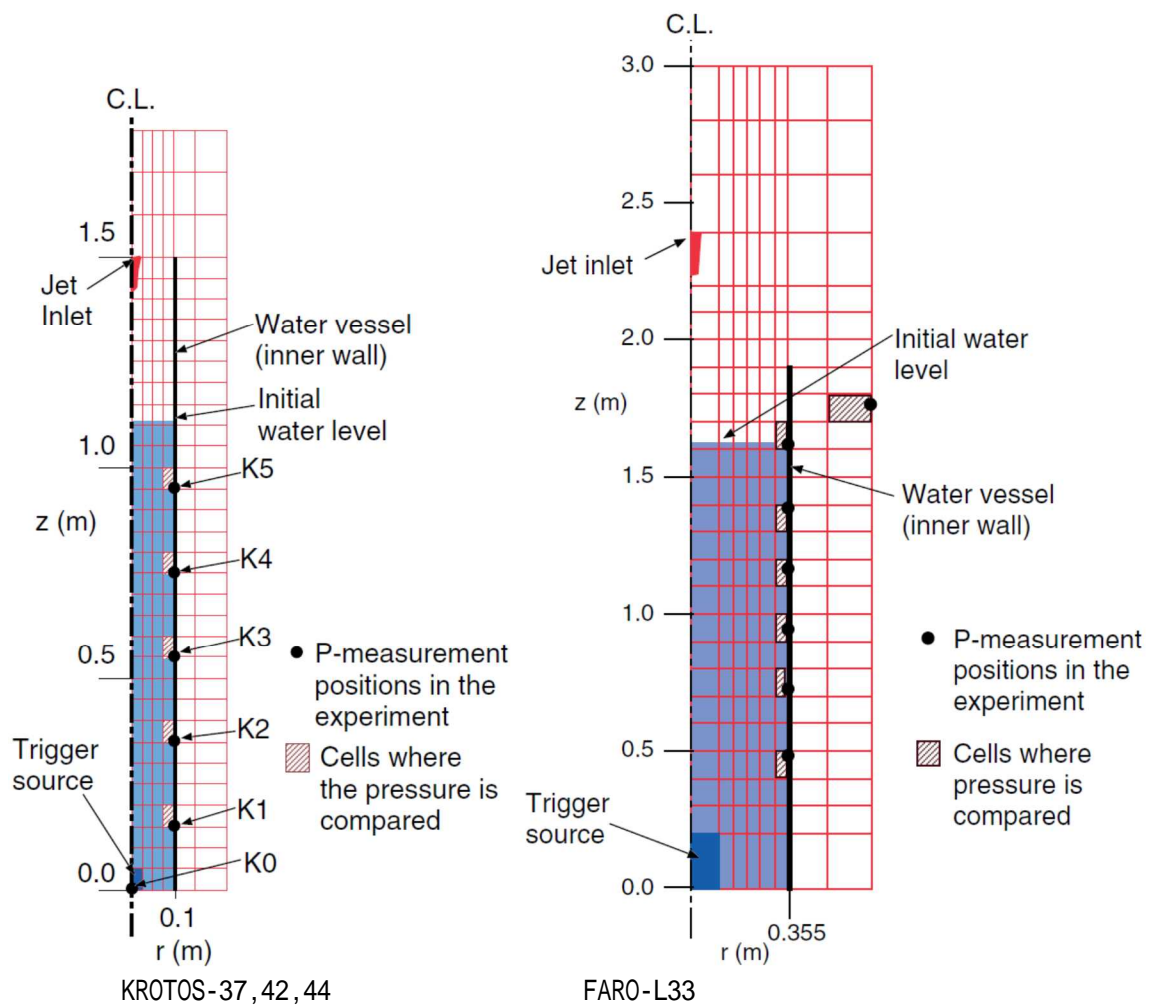 C.L.
1.5
Jet
Inlet
Water vessel
(inner wall)
Initial
water level
1.0
K5
z (m)
K4
K3
0.5
P-measurement
positions in the
experiment
K2
Trigger
source
Cells where
the pressure is
compared
K1
0.0
K0
0.1
r (m)
KROTOS-37,42,44
C.L.
3.0
2.5
Jet inlet
2.0
Initial water
level
z (m)
1.5
Water vessel
(inner wall)
1.0
P-measurement
positions in the
experiment
0.5
Cells where
pressure is
compared
Trigger
source
0.0
0.355
r (m)
FARO-L33